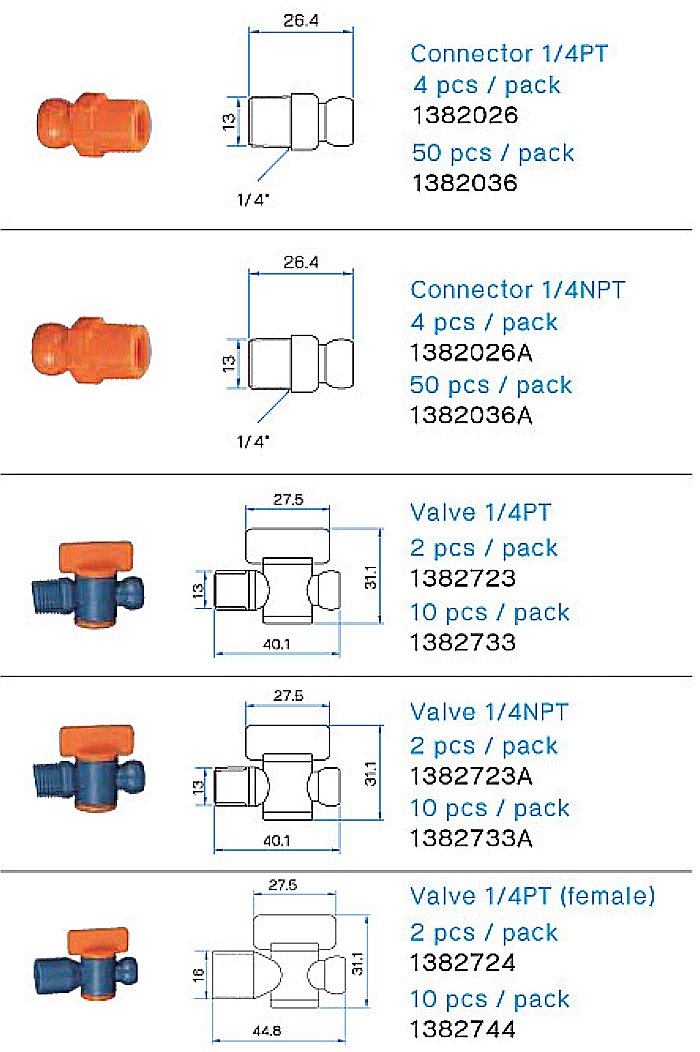 26.4
13
1/4"
Connector 1/4PT
4 pcs / pack
1382026
50 pcs / pack
1382036
26.4
13
1/4"
Connector 1/4NPT
4 pcs / pack
1382026A
50 pcs / pack
1382036A
27.5
13
31.1
40.1
Valve 1/4PT
2 pcs / pack
1382723
10 pcs / pack
1382733
27.5
13
31.1
40.1
Valve 1/4NPT
2 pcs / pack
1382723A
10 pcs / pack
1382733A
27.5
16
31.1
44.8
Valve 1/4PT (female)
2 pcs / pack
1382724
10 pcs / pack
1382744